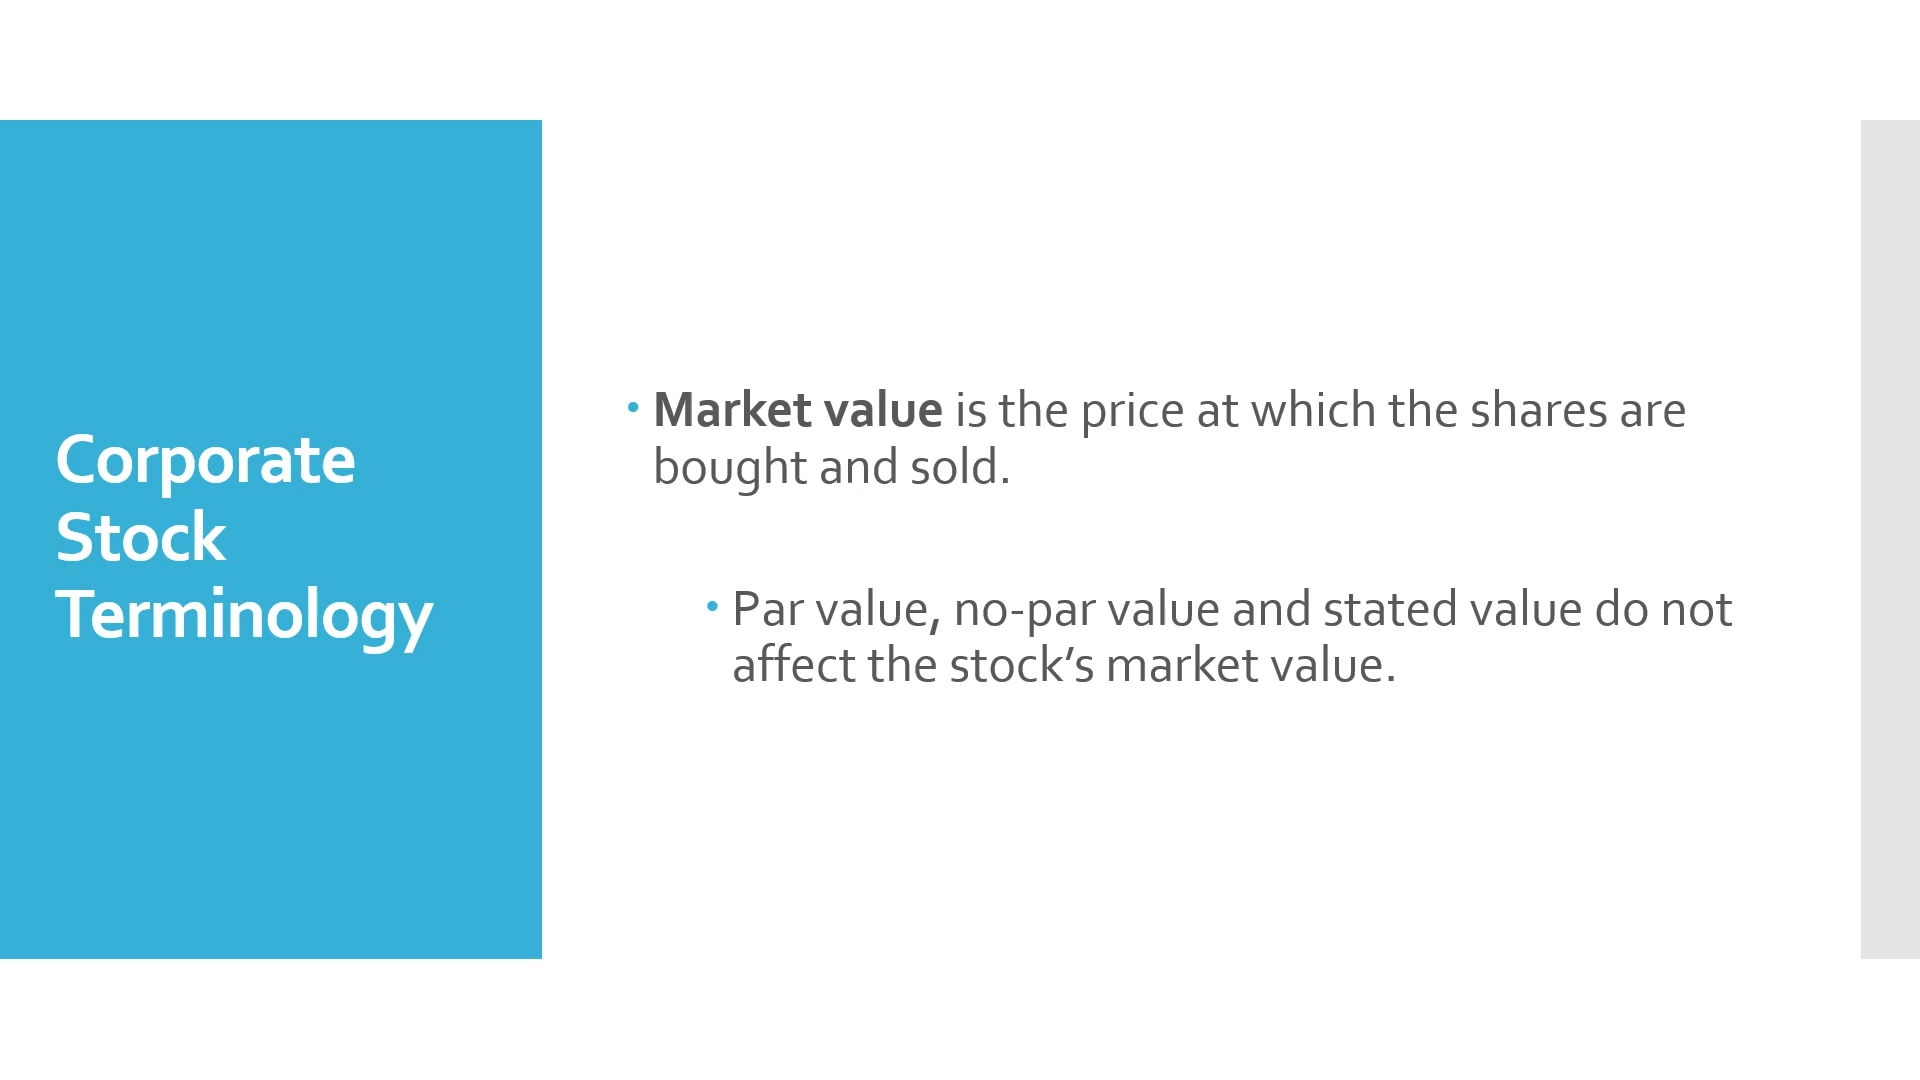 Corporate
Stock
Terminology
• Market value is the price at which the shares are
bought and sold.
• Par value, no-par value and stated value do not
affect the stock’s market value.